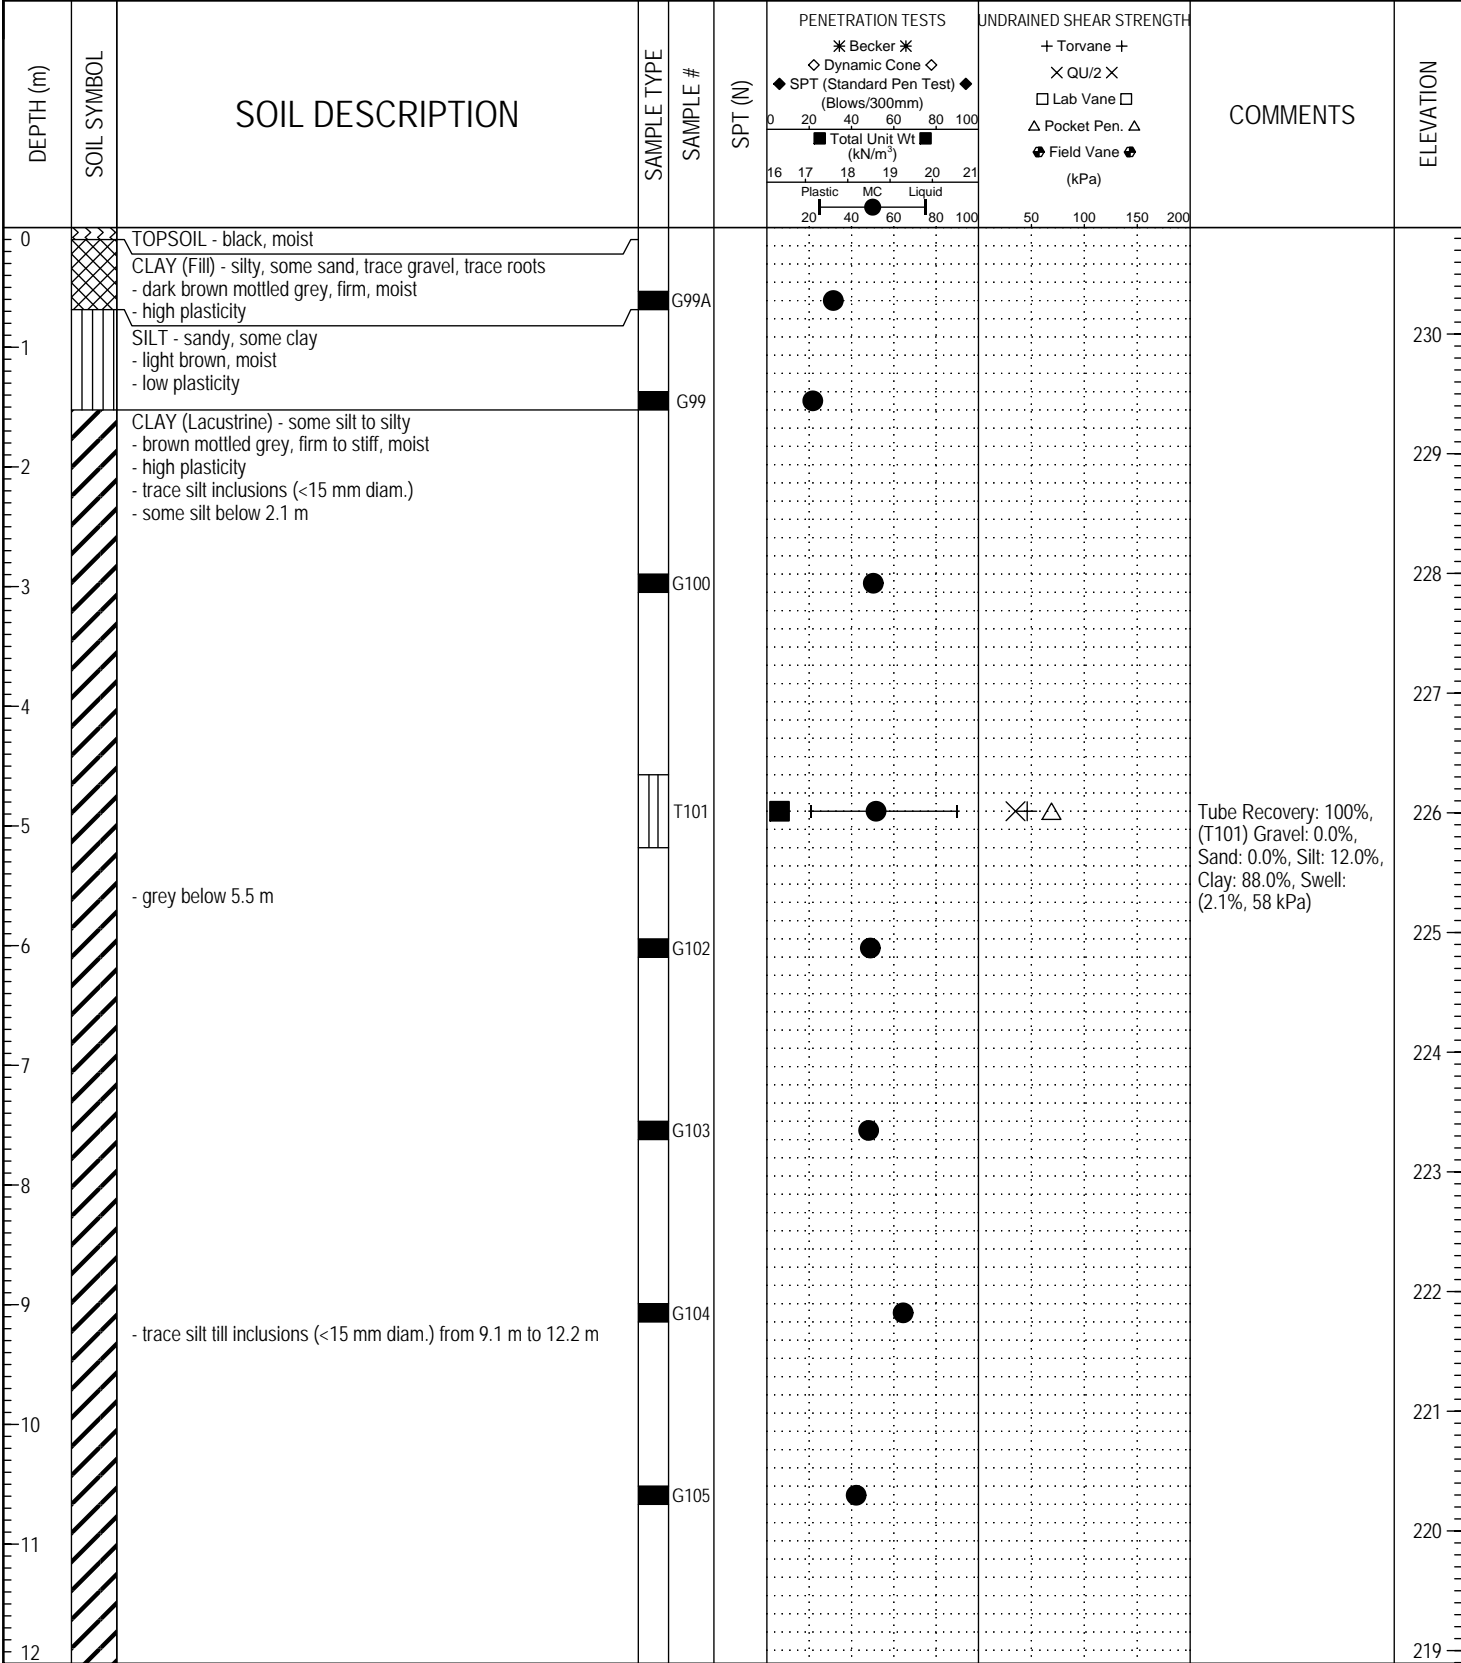 DEPTH (m)
SOIL SYMBOL
SOIL DESCRIPTION
SAMPLE TYPE
SAMPLE #
SPT (N)
PENETRATION TESTS
Becker
Dynamic Cone
SPT (Standard Pen Test)
(Blows/300mm)
0 20 40 60 80 100
Total Unit Wt
(kN/m³)
16 17 18 19 20 21
Plastic MC Liquid
20 40 60 80 100
UNDRAINED SHEAR STRENGTH
+ Torvane +
QU/2
Lab Vane
Pocket Pen.
Field Vane
(kPa)
50 100 150 200
COMMENTS
ELEVATION
0
TOPSOIL - black, moist
CLAY (Fill) - silty, some sand, trace gravel, trace roots
- dark brown mottled grey, firm, moist
- high plasticity
G99A
SILT - sandy, some clay
230
1
- light brown, moist
- low plasticity
G99
CLAY (Lacustrine) - some silt to silty
- brown mottled grey, firm to stiff, moist
229
2
- high plasticity
- trace silt inclusions (<15 mm diam.)
- some silt below 2.1 m
3
G100
228
227
4
T101
5
226
Tube Recovery: 100%,
(T101) Gravel: 0.0%,
Sand: 0.0%, Silt: 12.0%,
Clay: 88.0%, Swell:
(2.1%, 58 kPa)
- grey below 5.5 m
6
G102
225
7
224
G103
223
8
222
9
G104
- trace silt till inclusions (<15 mm diam.) from 9.1 m to 12.2 m
10
221
G105
220
11
12
219